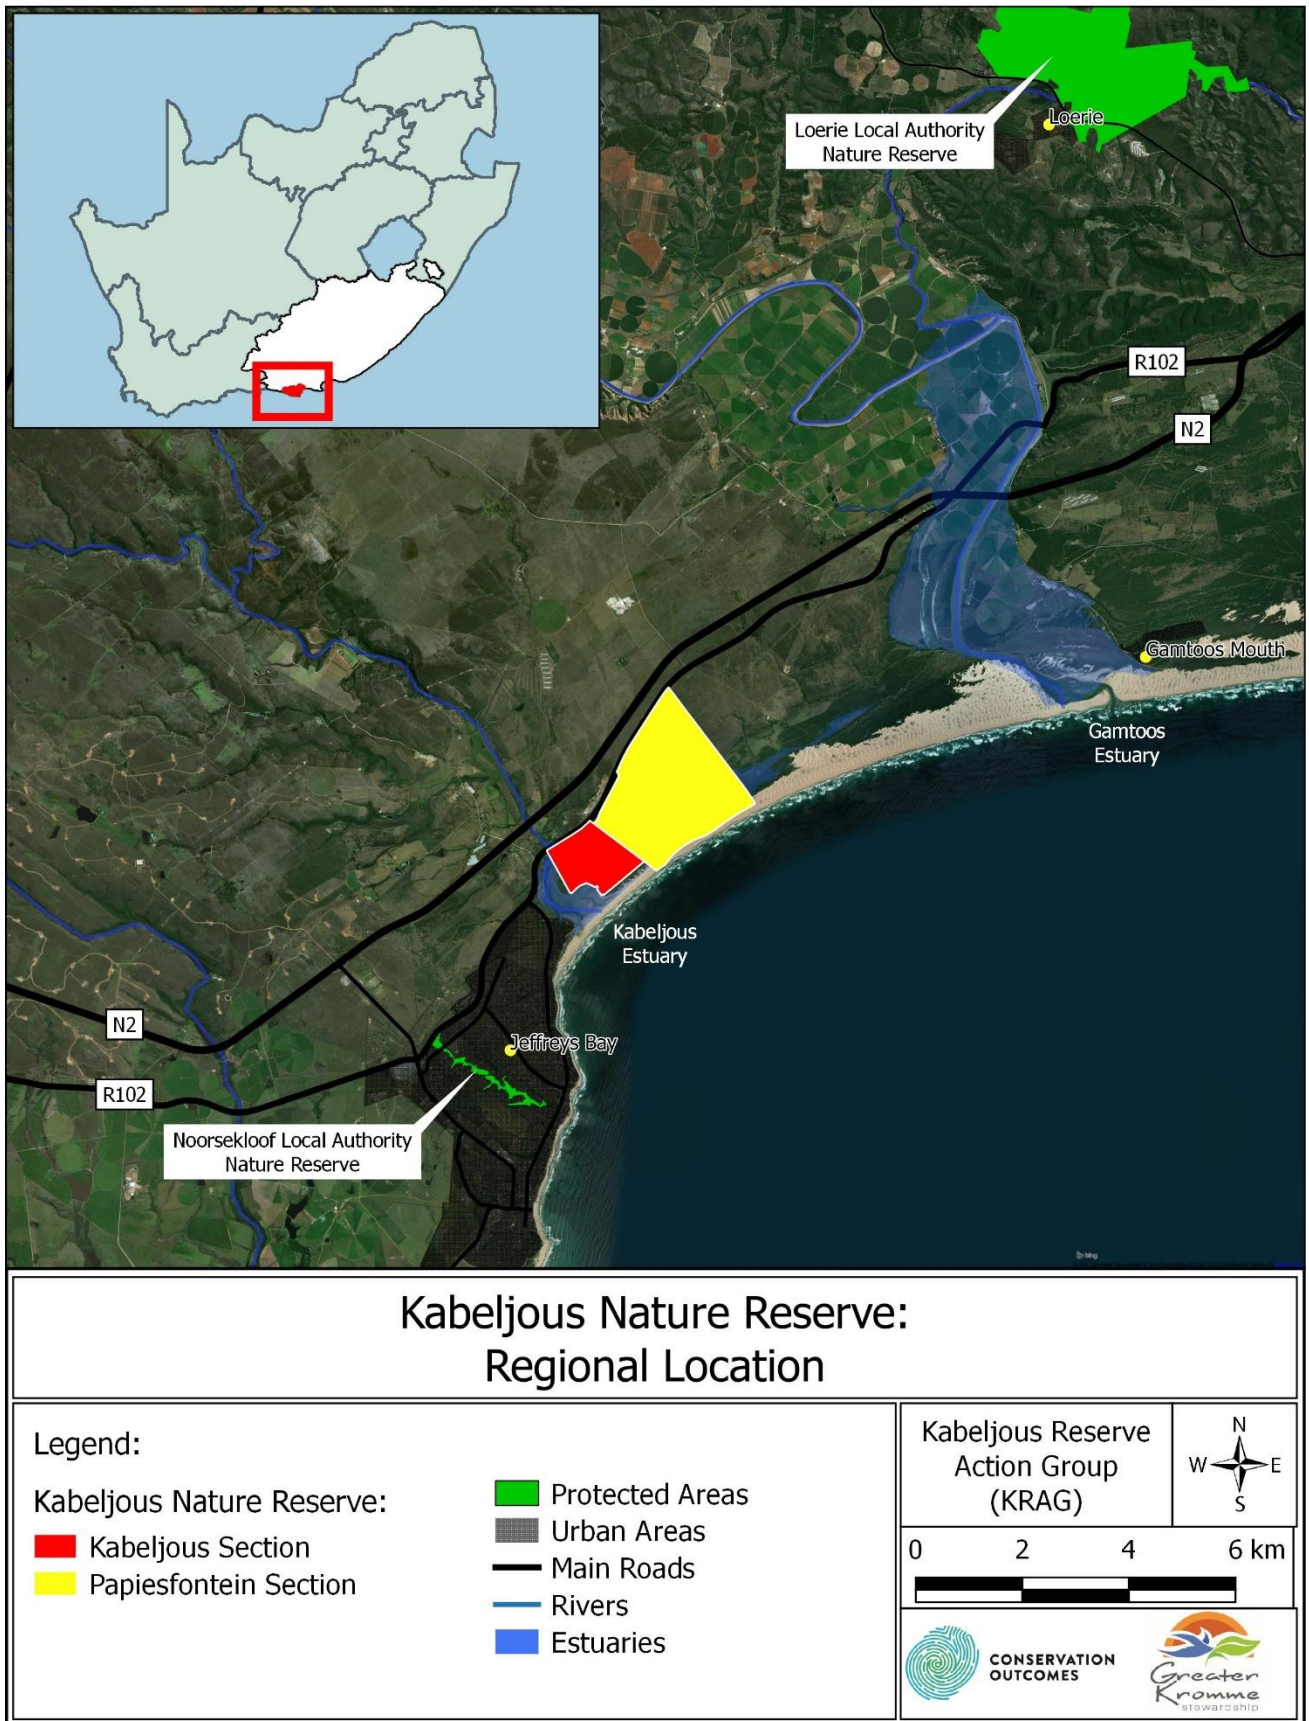 Loerie Local Authority
Nature Reserve
Loerie
R102
N2
Gamtoos Mouth
Gamtoos
Estuary
Kabeljous
Estuary
N2
Jeffreys Bay
R102
Noorsekloof Local Authority
Nature Reserve
bing
Kabeljous Nature Reserve:
Regional Location
Legend:
Kabeljous Nature Reserve:
Kabeljous Section
Papiesfontein Section
Protected Areas
Urban Areas
Main Roads
Rivers
Estuaries
Kabeljous Reserve
Action Group
(KRAG)
N
W E
S
0 2 4 6 km
CONSERVATION
OUTCOMES
Greater
Kromme
stewardship